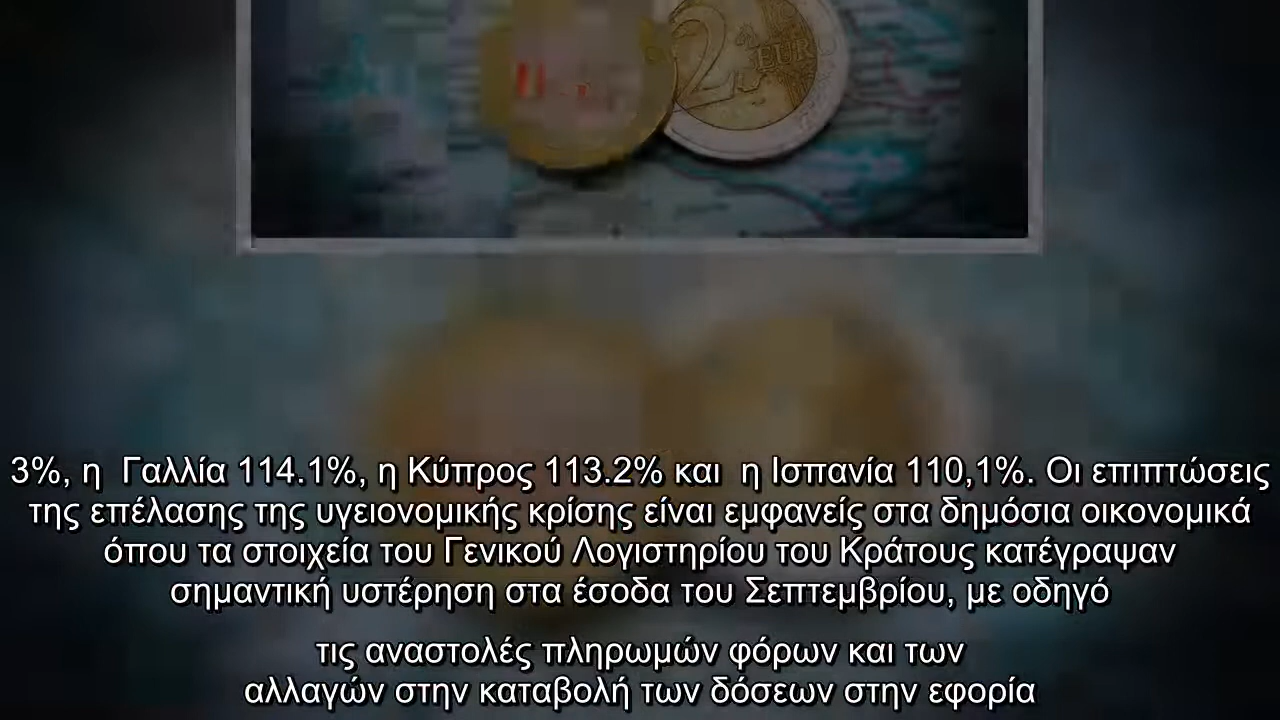 2
EURO
3%, η  Γαλλία 114.1%, η Κύπρος 113.2% και  η Ισπανία 110,1%. Οι επιπτώσεις
της επέλασης της υγειονομικής κρίσης είναι εμφανείς στα δημόσια οικονομικά
όπου τα στοιχεία του Γενικού Λογιστηρίου του Κράτους κατέγραψαν
σημαντική υστέρηση στα έσοδα του Σεπτεμβρίου, με οδηγό
τις αναστολές πληρωμών φόρων και των
αλλαγών στην καταβολή των δόσεων στην εφορία